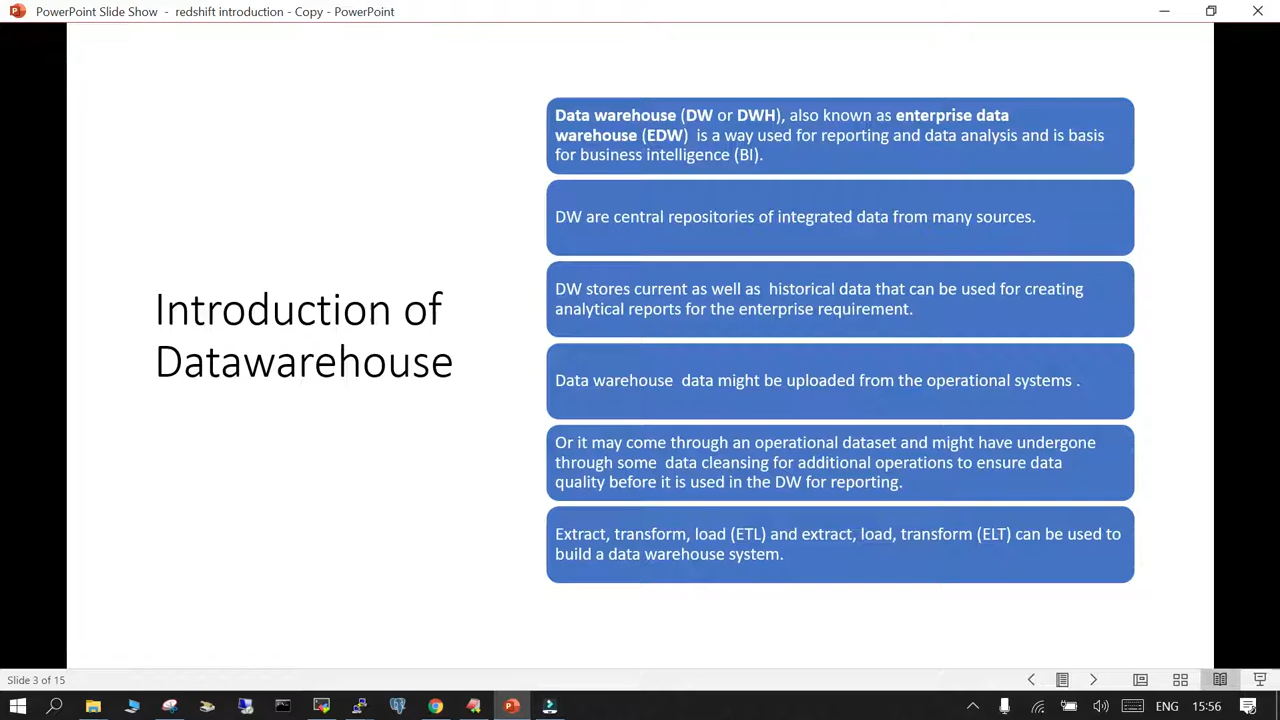 PowerPoint Slide Show - redshift introduction - Copy - PowerPoint
Introduction of
Datawarehouse
Data warehouse (DW or DWH), also known as enterprise data
warehouse (EDW) is a way used for reporting and data analysis and is basis
for business intelligence (BI).
DW are central repositories of integrated data from many sources.
DW stores current as well as historical data that can be used for creating
analytical reports for the enterprise requirement.
Data warehouse data might be uploaded from the operational systems .
Or it may come through an operational dataset and might have undergone
through some data cleansing for additional operations to ensure data
quality before it is used in the DW for reporting.
Extract, transform, load (ETL) and extract, load, transform (ELT) can be used to
build a data warehouse system.
Slide 3 of 15
ENG 15:56